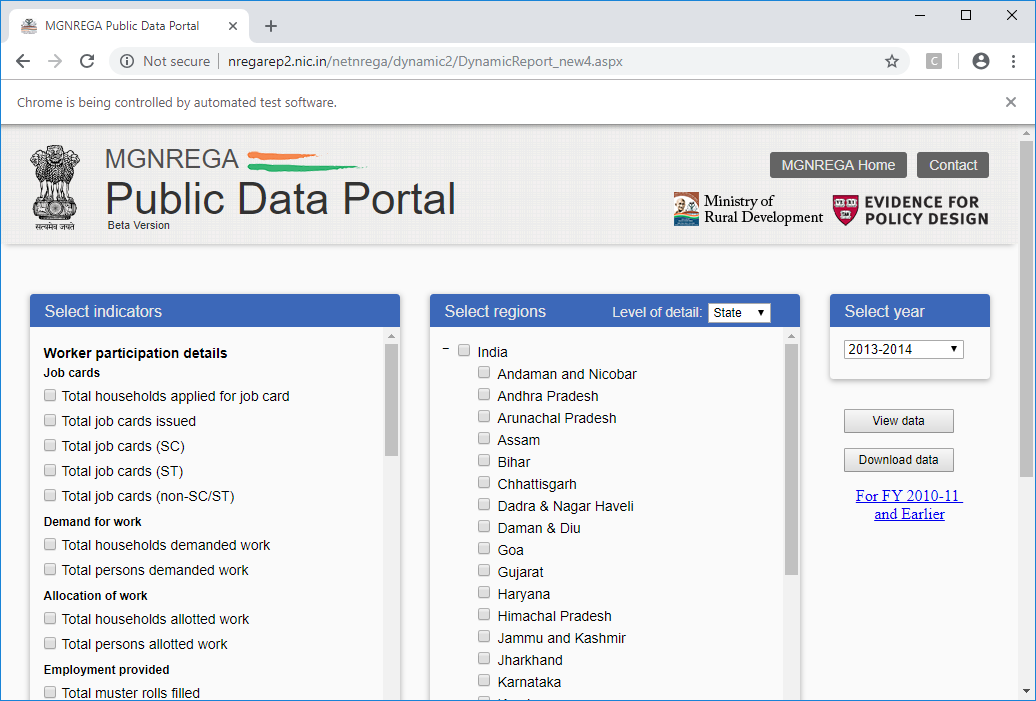 MGNREGA Public Data Portal
Not secure
nregarep2.nic.in/netnrega/dynamic2/DynamicReport_new4.aspx
C
Chrome is being controlled by automated test software.
MGNREGA
Public Data Portal
Beta Version
सत्यमेव जयते
MGNREGA Home
Contact
Ministry of
Rural Development
EVIDENCE FOR
POLICY DESIGN
Select indicators
Worker participation details
Job cards
Total households applied for job card
Total job cards issued
Total job cards (SC)
Total job cards (ST)
Total job cards (non-SC/ST)
Demand for work
Total households demanded work
Total persons demanded work
Allocation of work
Total households allotted work
Total persons allotted work
Employment provided
Total muster rolls filled
Select regions
Level of detail: State
India
Andaman and Nicobar
Andhra Pradesh
Arunachal Pradesh
Assam
Bihar
Chhattisgarh
Dadra & Nagar Haveli
Daman & Diu
Goa
Gujarat
Haryana
Himachal Pradesh
Jammu and Kashmir
Jharkhand
Karnataka
Select year
2013-2014
View data
Download data
For FY 2010-11
and Earlier